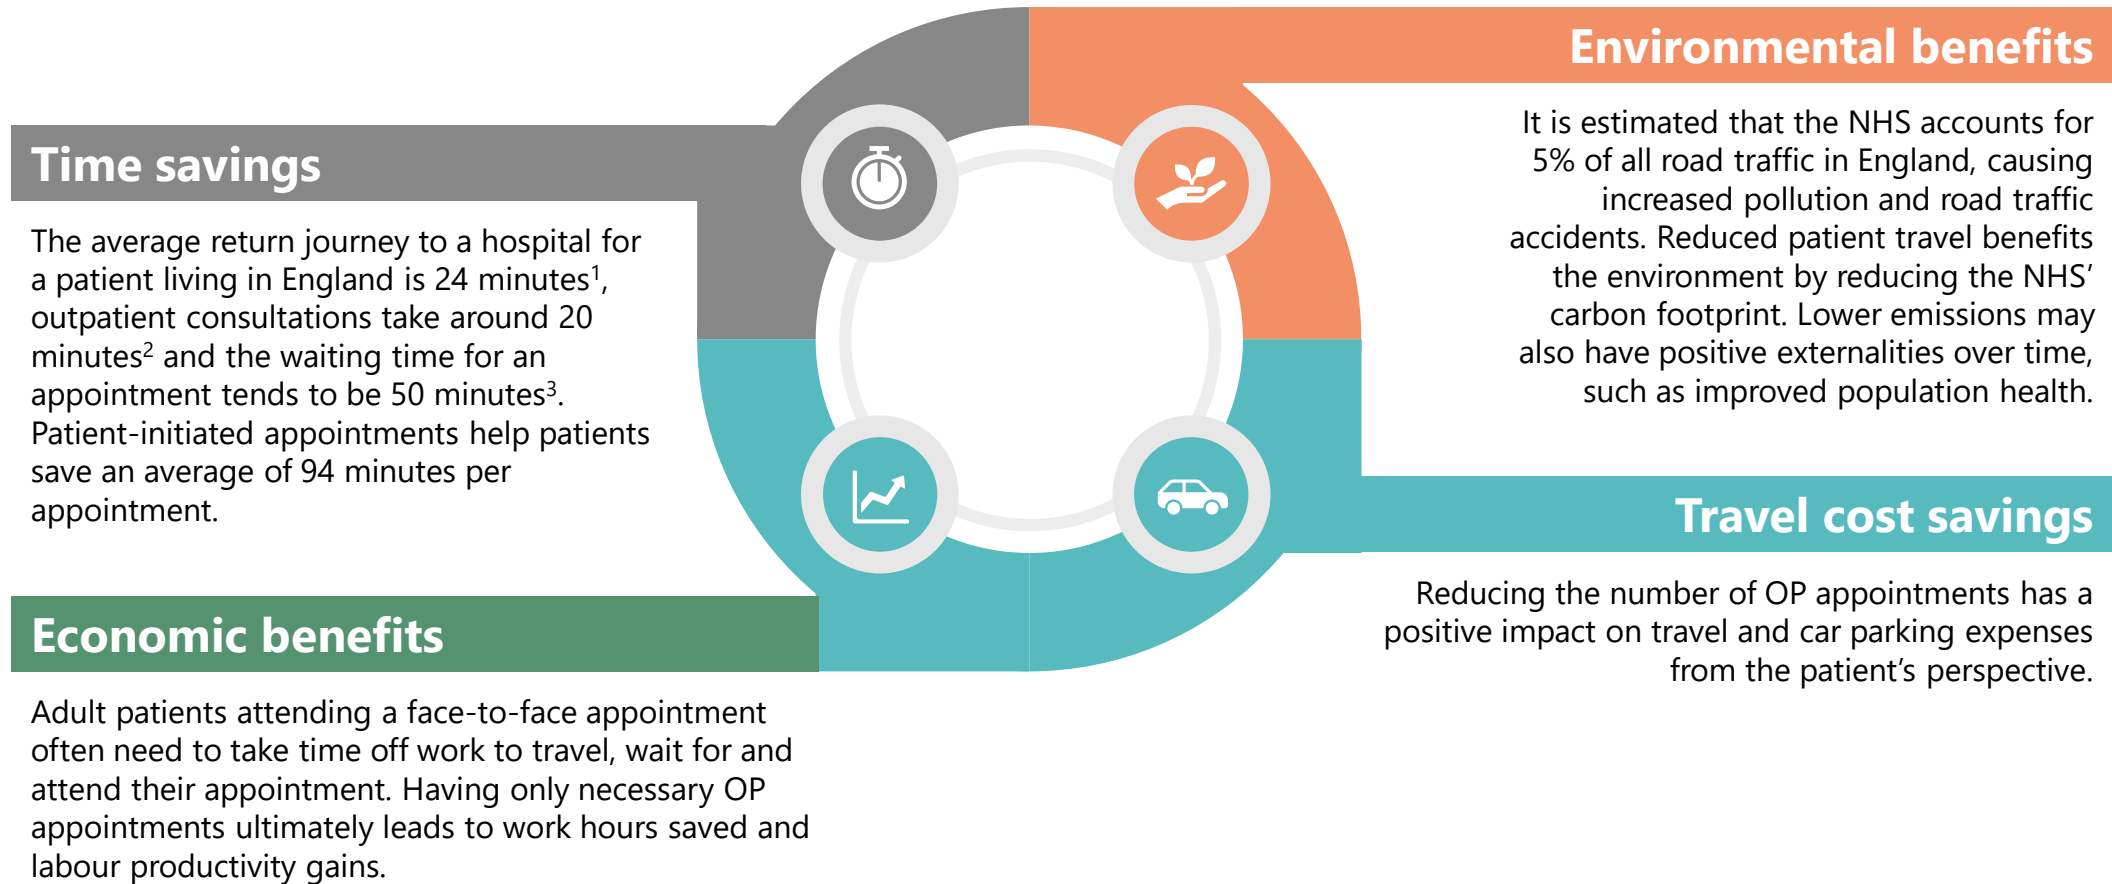 Time savings
The average return journey to a hospital for
a patient living in England is 24 minutes¹,
outpatient consultations take around 20
minutes² and the waiting time for an
appointment tends to be 50 minutes³.
Patient-initiated appointments help patients
save an average of 94 minutes per
appointment.
Environmental benefits
It is estimated that the NHS accounts for
5% of all road traffic in England, causing
increased pollution and road traffic
accidents. Reduced patient travel benefits
the environment by reducing the NHS’
carbon footprint. Lower emissions may
also have positive externalities over time,
such as improved population health.
Economic benefits
Adult patients attending a face-to-face appointment
often need to take time off work to travel, wait for and
attend their appointment. Having only necessary OP
appointments ultimately leads to work hours saved and
labour productivity gains.
Travel cost savings
Reducing the number of OP appointments has a
positive impact on travel and car parking expenses
from the patient’s perspective.